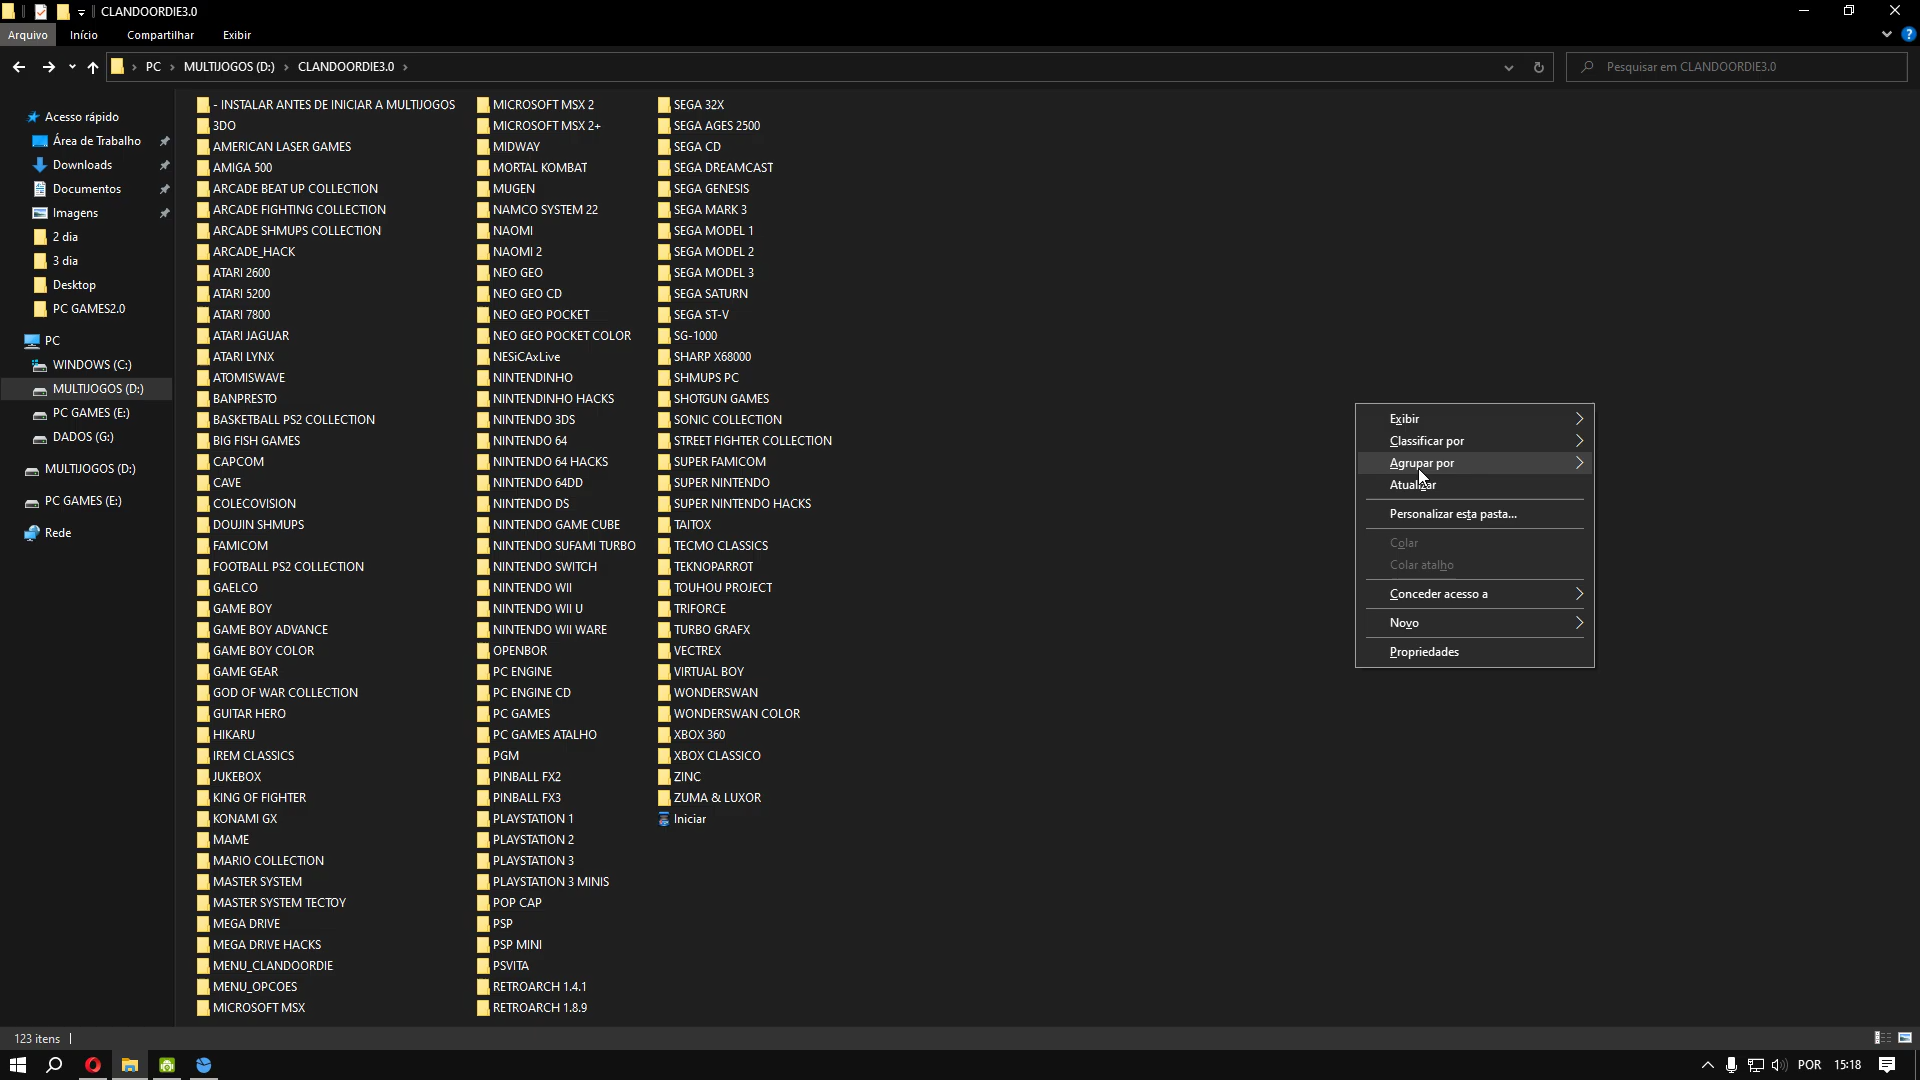 CLANDOORDIE3.0
Arquivo Início Compartilhar Exibir
PC MULTIJOGOS (D:) CLANDOORDIE3.0
Pesquisar em CLANDOORDIE3.0
Acesso rápido
Área de Trabalho
Downloads
Documentos
Imagens
2 dia
3 dia
Desktop
PC GAMES2.0
PC
WINDOWS (C:)
MULTIJOGOS (D:)
PC GAMES (E:)
DADOS (G:)
MULTIJOGOS (D:)
PC GAMES (E:)
Rede
- INSTALAR ANTES DE INICIAR A MULTIJOGOS
3DO
AMERICAN LASER GAMES
AMIGA 500
ARCADE BEAT UP COLLECTION
ARCADE FIGHTING COLLECTION
ARCADE SHMUPS COLLECTION
ARCADE_HACK
ATARI 2600
ATARI 5200
ATARI 7800
ATARI JAGUAR
ATARI LYNX
ATOMISWAVE
BANPRESTO
BASKETBALL PS2 COLLECTION
BIG FISH GAMES
CAPCOM
CAVE
COLECOVISION
DOUJIN SHMUPS
FAMICOM
FOOTBALL PS2 COLLECTION
GAELCO
GAME BOY
GAME BOY ADVANCE
GAME BOY COLOR
GAME GEAR
GOD OF WAR COLLECTION
GUITAR HERO
HIKARU
IREM CLASSICS
JUKEBOX
KING OF FIGHTER
KONAMI GX
MAME
MARIO COLLECTION
MASTER SYSTEM
MASTER SYSTEM TECTOY
MEGA DRIVE
MEGA DRIVE HACKS
MENU_CLANDOORDIE
MENU_OPCOES
MICROSOFT MSX
MICROSOFT MSX 2
MICROSOFT MSX 2+
MIDWAY
MORTAL KOMBAT
MUGEN
NAMCO SYSTEM 22
NAOMI
NAOMI 2
NEO GEO
NEO GEO CD
NEO GEO POCKET
NEO GEO POCKET COLOR
NESiCAxLive
NINTENDINHO
NINTENDINHO HACKS
NINTENDO 3DS
NINTENDO 64
NINTENDO 64 HACKS
NINTENDO 64DD
NINTENDO DS
NINTENDO GAME CUBE
NINTENDO SUFAMI TURBO
NINTENDO SWITCH
NINTENDO WII
NINTENDO WII U
NINTENDO WII WARE
OPENBOR
PC ENGINE
PC ENGINE CD
PC GAMES
PC GAMES ATALHO
PGM
PINBALL FX2
PINBALL FX3
PLAYSTATION 1
PLAYSTATION 2
PLAYSTATION 3
PLAYSTATION 3 MINIS
POP CAP
PSP
PSP MINI
PSVITA
RETROARCH 1.4.1
RETROARCH 1.8.9
SEGA 32X
SEGA AGES 2500
SEGA CD
SEGA DREAMCAST
SEGA GENESIS
SEGA MARK 3
SEGA MODEL 1
SEGA MODEL 2
SEGA MODEL 3
SEGA SATURN
SEGA ST-V
SG-1000
SHARP X68000
SHMUPS PC
SHOTGUN GAMES
SONIC COLLECTION
STREET FIGHTER COLLECTION
SUPER FAMICOM
SUPER NINTENDO
SUPER NINTENDO HACKS
TAITOX
TECMO CLASSICS
TEKNOPARROT
TOUHOU PROJECT
TRIFORCE
TURBO GRAFX
VECTREX
VIRTUAL BOY
WONDERSWAN
WONDERSWAN COLOR
XBOX 360
XBOX CLASSICO
ZINC
ZUMA & LUXOR
Iniciar
Exibir
Classificar por
Agrupar por
Atualizar
Personalizar esta pasta...
Colar
Colar atalho
Conceder acesso a
Novo
Propriedades
123 itens
POR 15:18